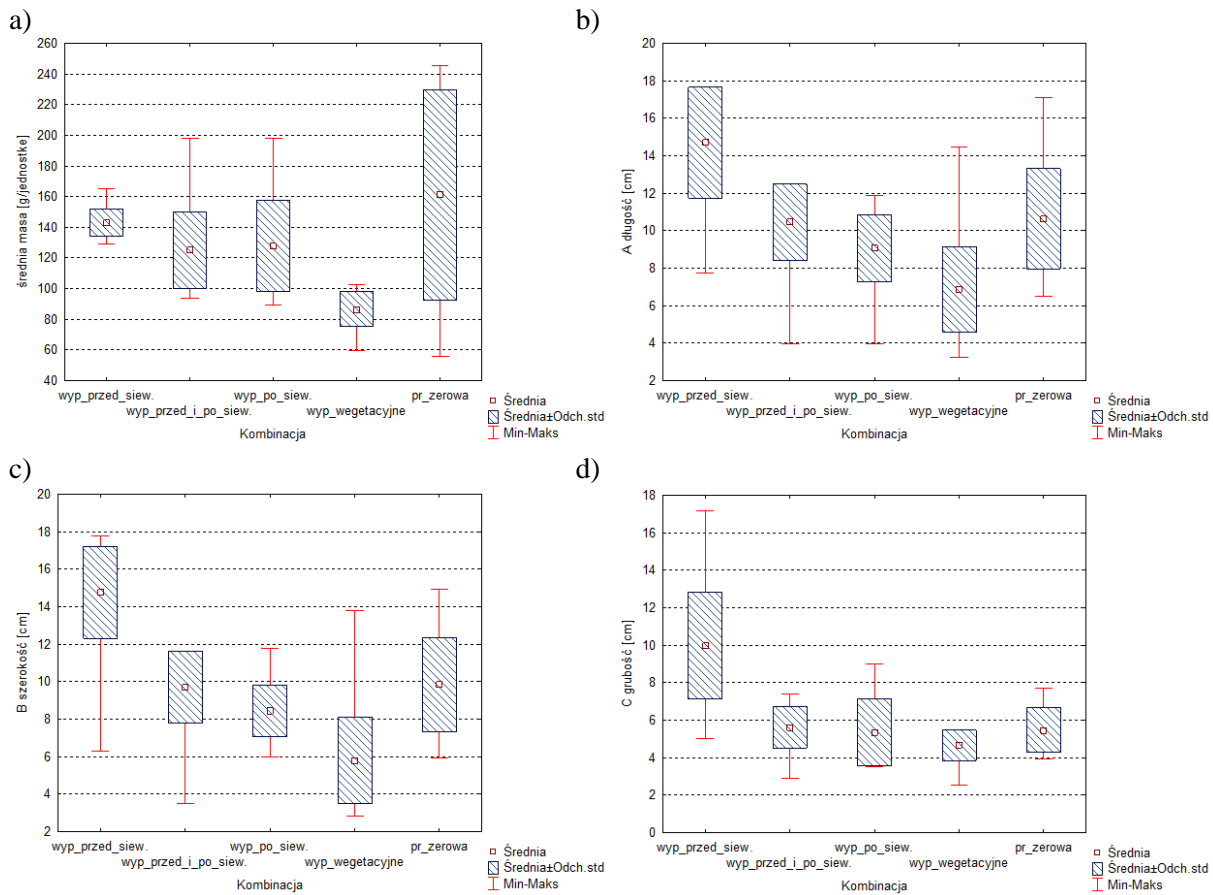 a)
260
240
220
200
180
160
140
120
100
80
60
40
średnia masa [g/jednostke]
wyp_przed_siew.
wyp_po_siew.
pr_zerowa
wyp_przed_i_po_siew.
wyp_wegetacyjne
Kombinacja
Średnia
Średnia±Odch.std
Min-Maks
b)
20
18
16
14
12
10
8
6
4
2
A długość [cm]
wyp_przed_siew.
wyp_po_siew.
pr_zerowa
wyp_przed_i_po_siew.
wyp_wegetacyjne
Kombinacja
Średnia
Średnia±Odch.std
Min-Maks
c)
20
18
16
14
12
10
8
6
4
2
B szerokość [cm]
wyp_przed_siew.
wyp_po_siew.
pr_zerowa
wyp_przed_i_po_siew.
wyp_wegetacyjne
Kombinacja
Średnia
Średnia±Odch.std
Min-Maks
d)
18
16
14
12
10
8
6
4
2
0
C grubość [cm]
wyp_przed_siew.
wyp_po_siew.
pr_zerowa
wyp_przed_i_po_siew.
wyp_wegetacyjne
Kombinacja
Średnia
Średnia±Odch.std
Min-Maks